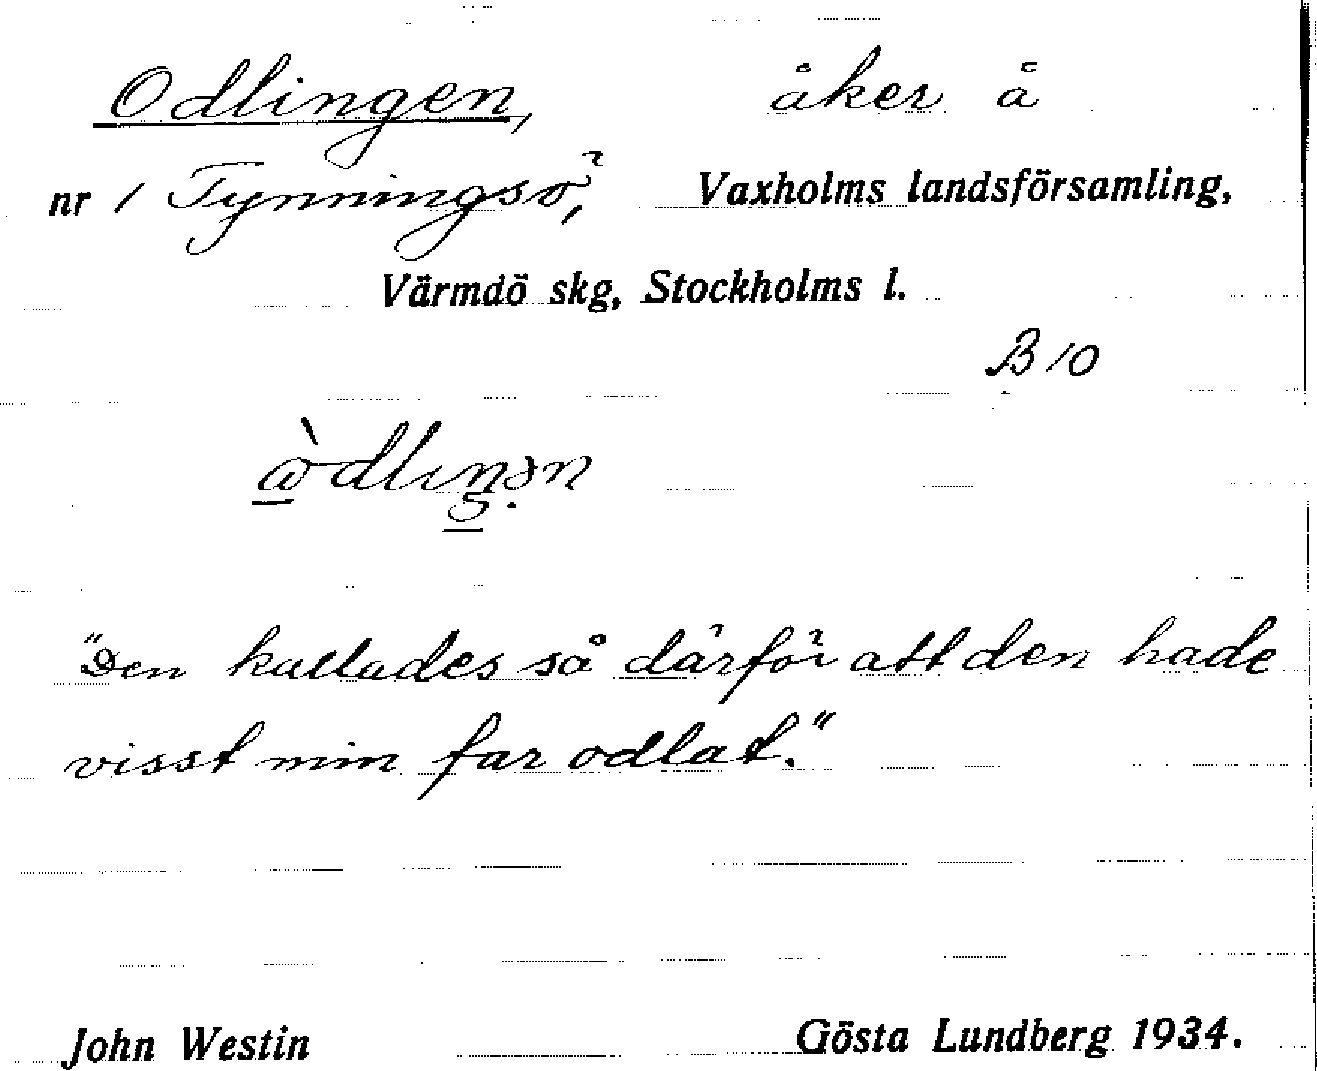 Odlingen, åker å
nr 1 Tynningsö, Vaxholms landsförsamling,
Värmdö skg, Stockholms l.
B 10
"Den kallades så därför att den hade
visst min far odlat."
John Westin Gösta Lundberg 1934.